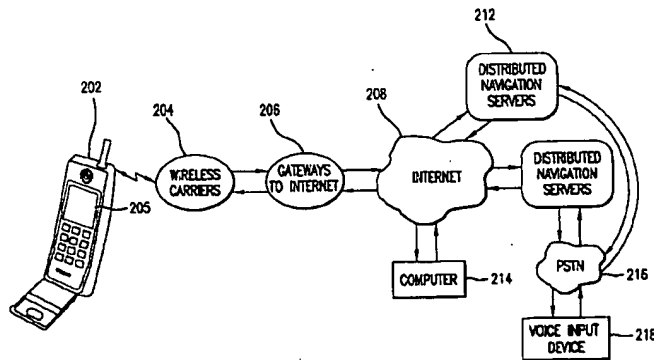 212
DISTRIBUTED
NAVIGATION
SERVERS
202
204
206
208
WIRELESS
CARRIERS
GATEWAYS
TO INTERNET
INTERNET
DISTRIBUTED
NAVIGATION
SERVERS
205
COMPUTER
214
PSTN
216
VOICE INPUT
DEVICE
218